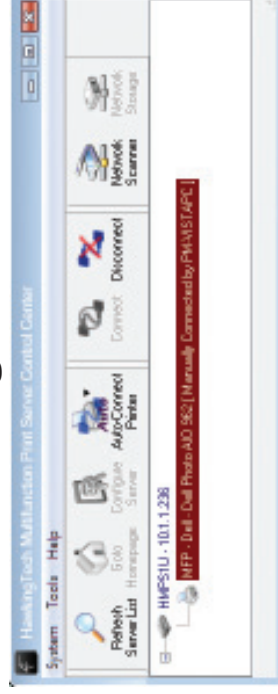 HawkingTech Multifunction Print Server Control Center
System Tools Help
Refresh Server List
Goto Homepage
Configure Server
Auto
Auto-Connect Printer
Connect
Disconnect
Network Scanner
Network Storage
HMPS1U - 10.1.1.236
MFP - Dell - Dell Photo AIO 962 [ Manually Connected by PM-VISTAPC ]